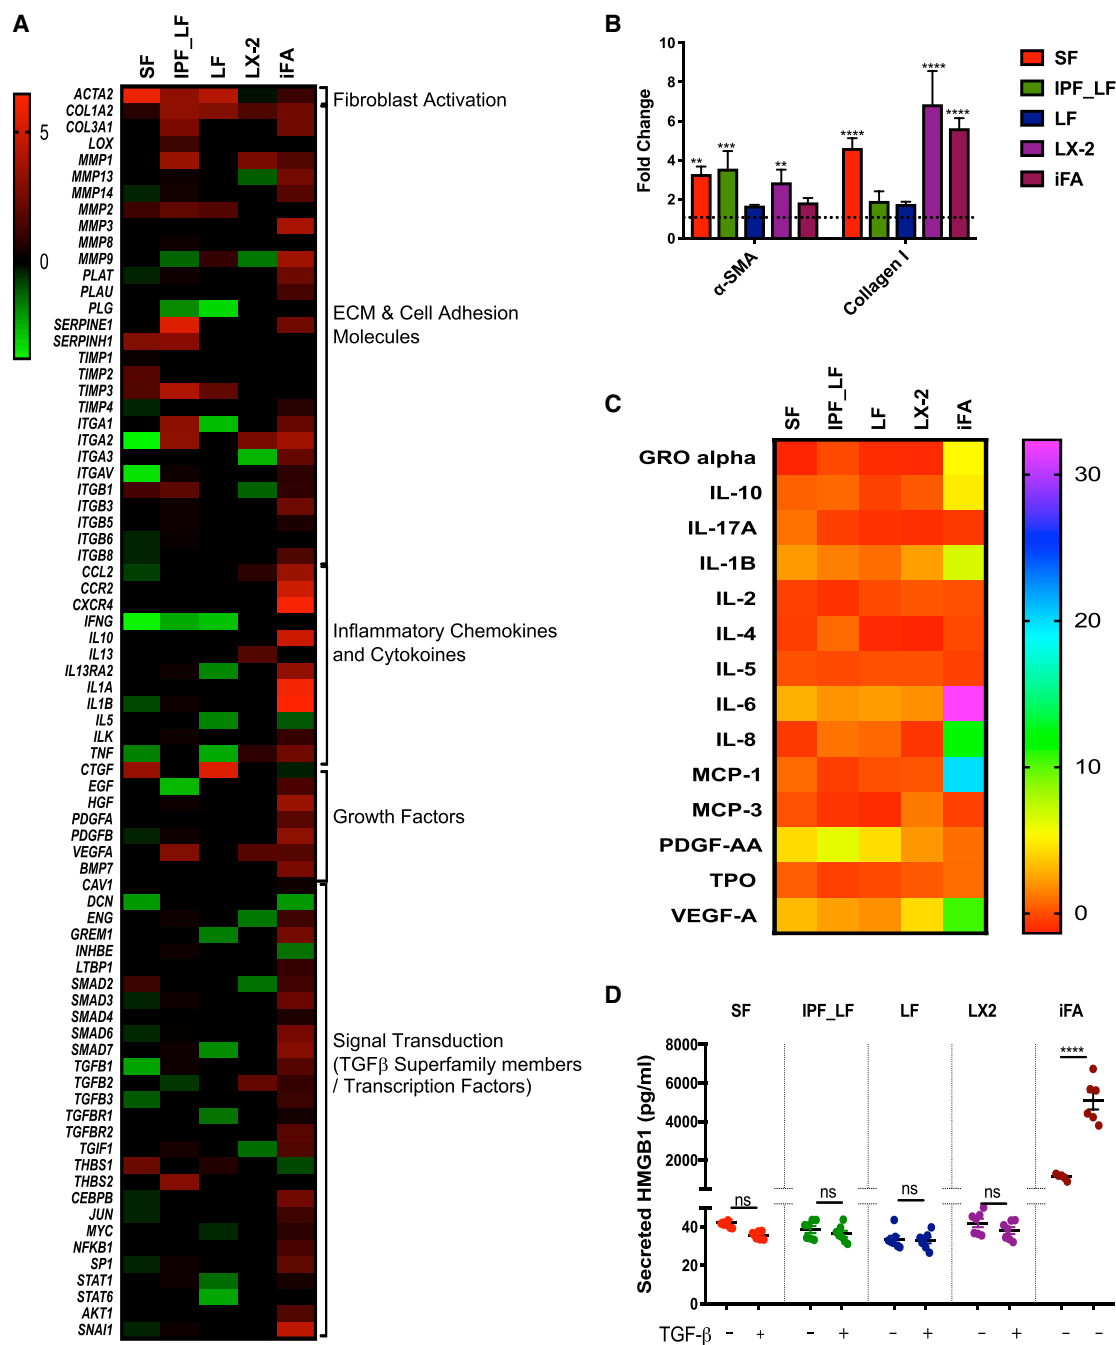 A
SF IPF_LF LF LX-2 iFA
5
0
ACTA2
COL1A2
COL3A1
LOX
MMP1
MMP13
MMP14
MMP2
MMP3
MMP8
MMP9
PLAT
PLAU
PLG
SERPINE1
SERPINH1
TIMP1
TIMP2
TIMP3
TIMP4
ITGA1
ITGA2
ITGA3
ITGAV
ITGB1
ITGB3
ITGB5
ITGB6
ITGB8
CCL2
CCR2
CXCR4
IFNG
IL10
IL13
IL13RA2
IL1A
IL1B
IL5
ILK
TNF
CTGF
EGF
HGF
PDGFA
PDGFB
VEGFA
BMP7
CAV1
DCN
ENG
GREM1
INHBE
LTBP1
SMAD2
SMAD3
SMAD4
SMAD6
SMAD7
TGFB1
TGFB2
TGFB3
TGFBR1
TGFBR2
TGIF1
THBS1
THBS2
CEBPB
JUN
MYC
NFKB1
SP1
STAT1
STAT6
AKT1
SNAI1
Fibroblast Activation
ECM & Cell Adhesion
Molecules
Inflammatory Chemokines
and Cytokoines
Growth Factors
Signal Transduction
(TGFβ Superfamily members
/ Transcription Factors)
B
Fold Change
10
8
6
4
2
0
** *** ** **** **** ****
α-SMA Collagen I
SF
IPF_LF
LF
LX-2
iFA
C
SF IPF_LF LF LX-2 iFA
GRO alpha
IL-10
IL-17A
IL-1B
IL-2
IL-4
IL-5
IL-6
IL-8
MCP-1
MCP-3
PDGF-AA
TPO
VEGF-A
30
20
10
0
D
SF IPF_LF LF LX2 iFA
Secreted HMGB1 (pg/ml)
8000
6000
4000
2000
40
20
0
ns ns ns ns ****
TGF-β - + - + - + - + - -